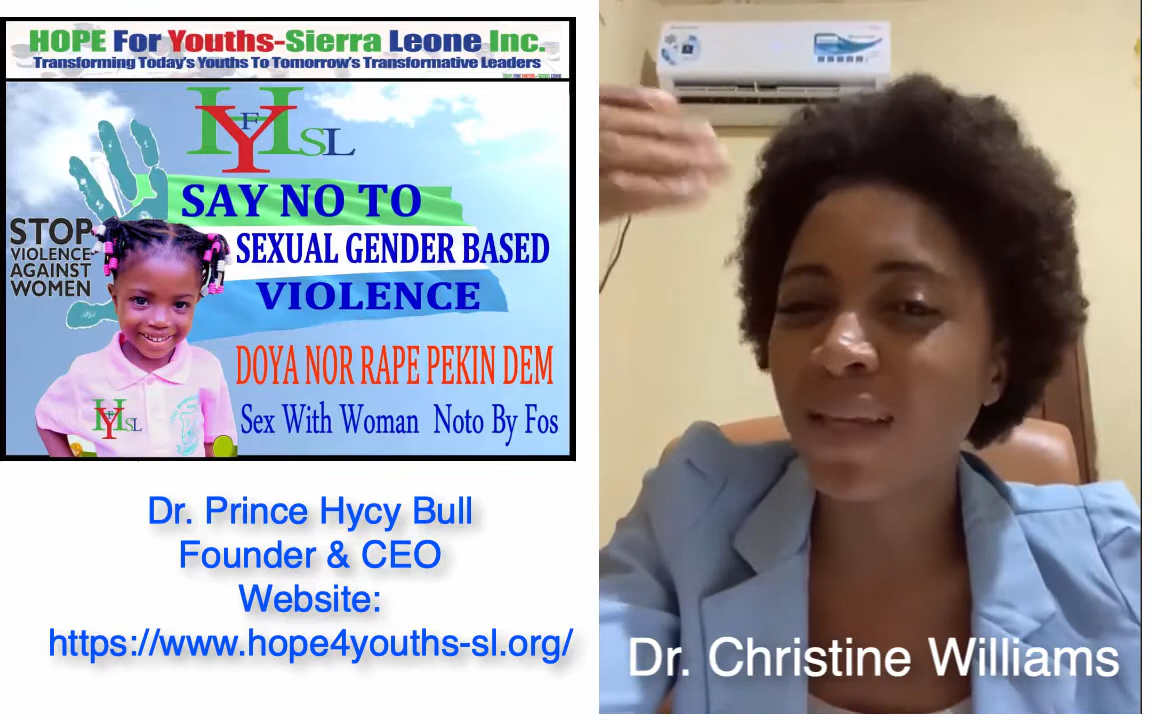 HOPE For Youths-Sierra Leone Inc.
Transforming Today's Youths To Tomorrow's Transformative Leaders
HYFSL
SAY NO TO
SEXUAL GENDER BASED
VIOLENCE
STOP
VIOLENCE
AGAINST
WOMEN
DOYA NOR RAPE PEKIN DEM
Sex With Woman Noto By Fos
HYFSL
Dr. Prince Hycy Bull
Founder & CEO
Website:
https://www.hope4youths-sl.org/
Dr. Christine Williams